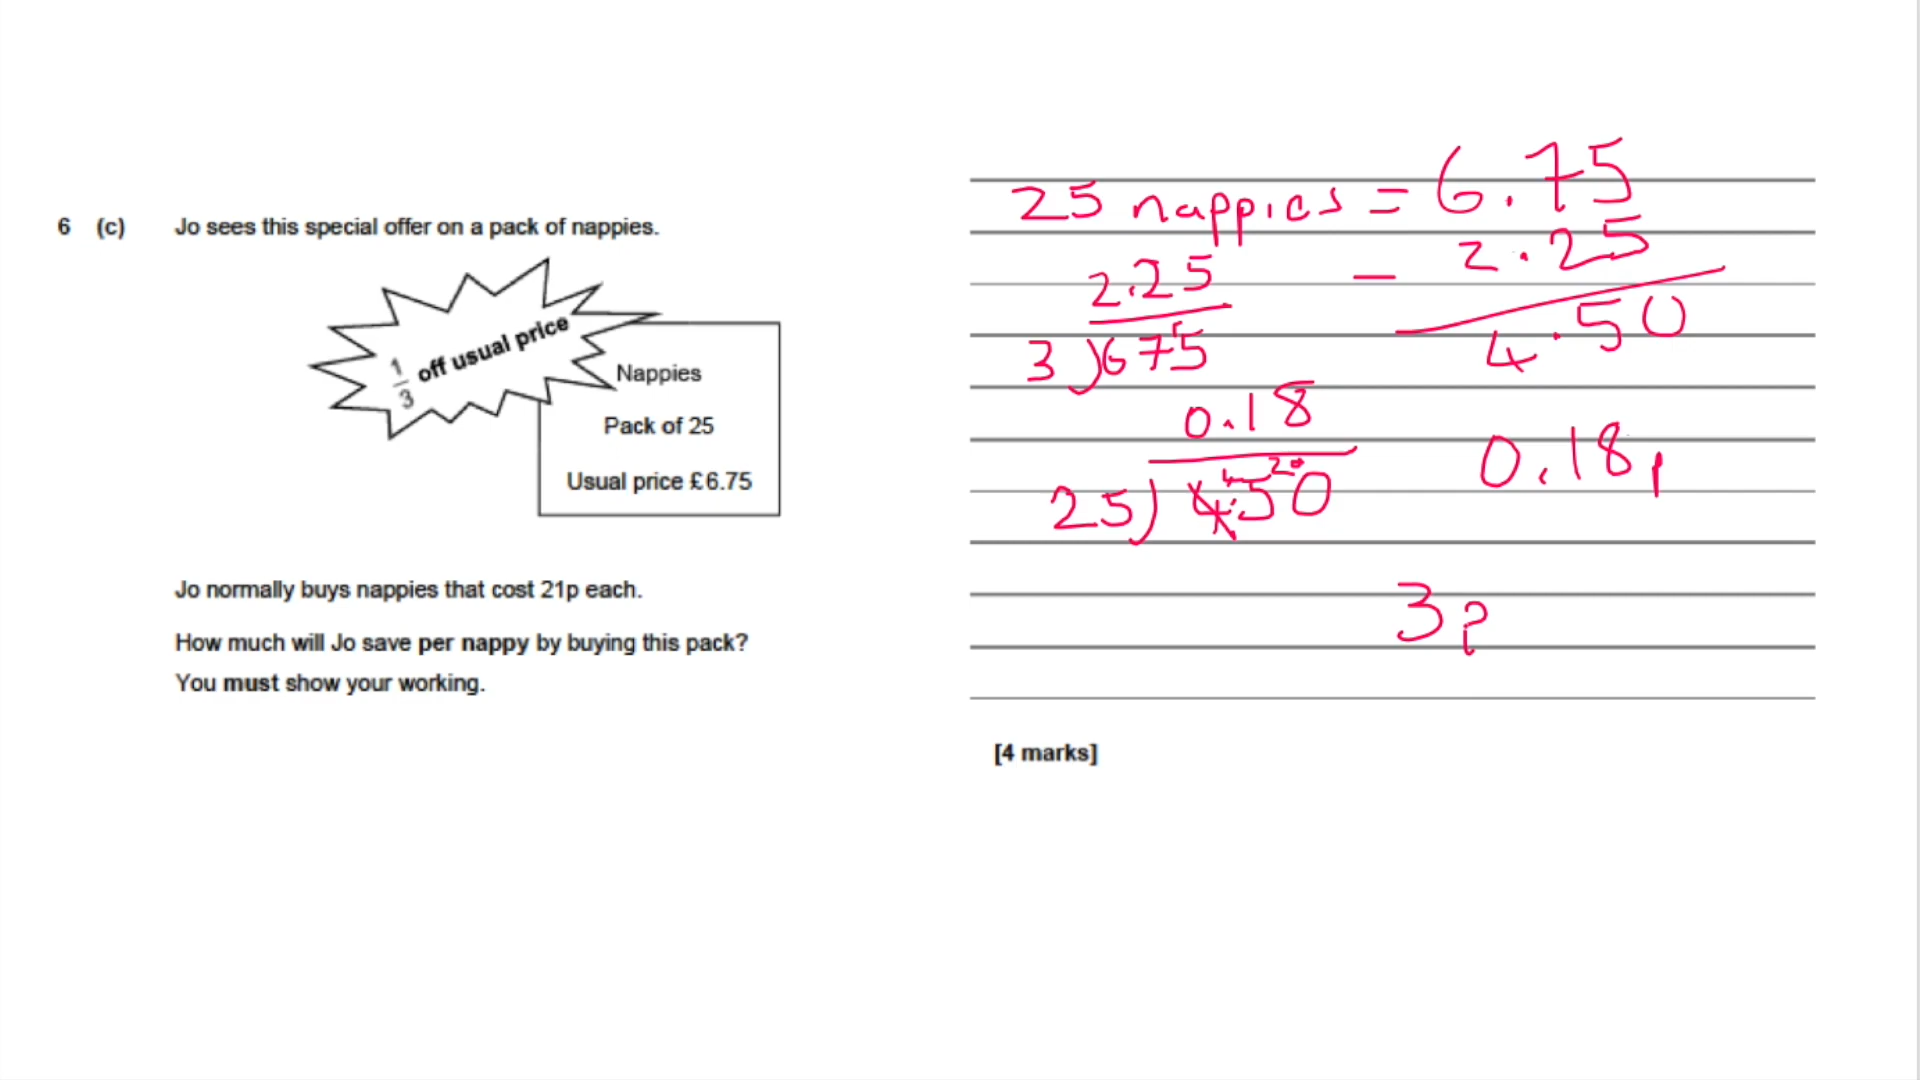 6 (c) Jo sees this special offer on a pack of nappies.
1/3 off usual price
Nappies
Pack of 25
Usual price £6.75
Jo normally buys nappies that cost 21p each.
How much will Jo save per nappy by buying this pack?
You must show your working.
25 nappies = 6.75
- 2.25
4.50
2.25
3)675
0.18
25)4.50
0.18p
3p
[4 marks]